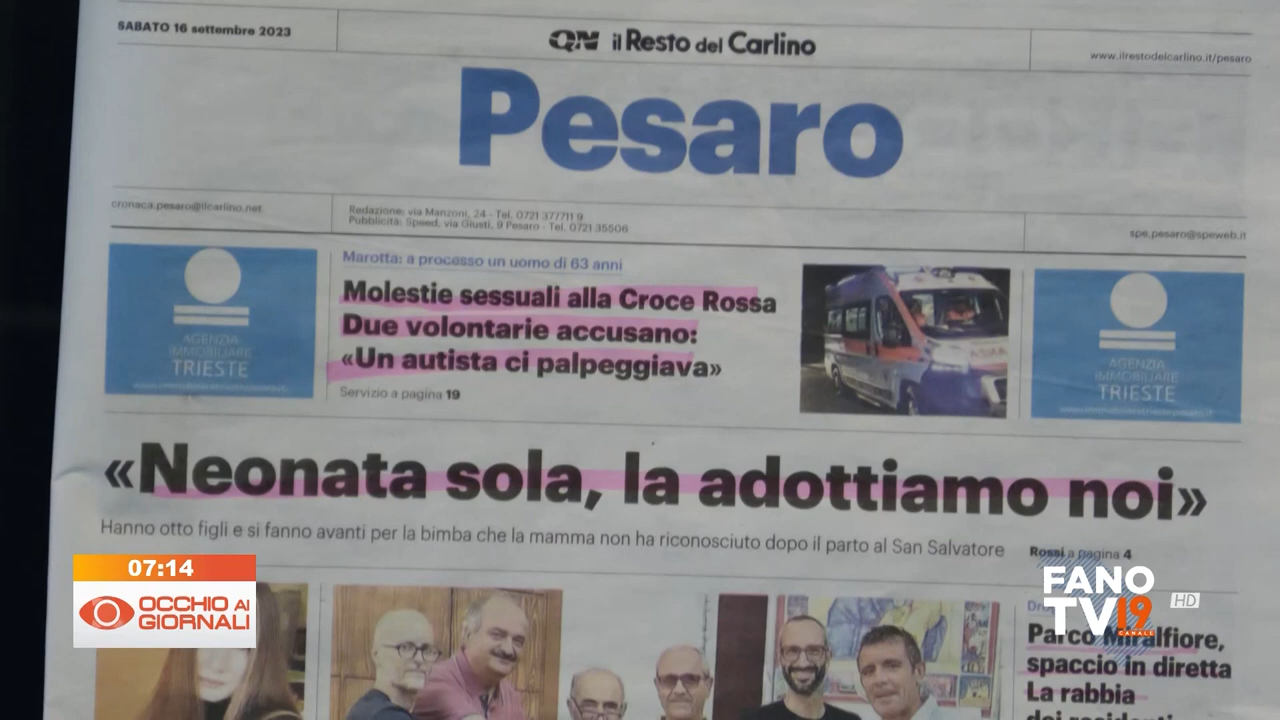 SABATO 16 settembre 2023
QN il Resto del Carlino
www.ilrestodelcarlino.it/pesaro
Pesaro
cronaca.pesaro@ilcarlino.net
Redazione: via Manzoni, 24 - Tel. 0721 377711 9
Pubblicità: Speed, via Giusti, 9 Pesaro - Tel. 0721 35506
spe.pesaro@speweb.it
AGENZIA
IMMOBILIARE
TRIESTE
Marotta: a processo un uomo di 63 anni
Molestie sessuali alla Croce Rossa
Due volontarie accusano:
«Un autista ci palpeggiava»
Servizio a pagina 19
AGENZIA
IMMOBILIARE
TRIESTE
«Neonata sola, la adottiamo noi»
Hanno otto figli e si fanno avanti per la bimba che la mamma non ha riconosciuto dopo il parto al San Salvatore
Rossi a pagina 4
07:14
OCCHIO AI
GIORNALI
FANO
TV19
CANALE
HD
Parco Miralfiore,
spaccio in diretta
La rabbia
dei residenti